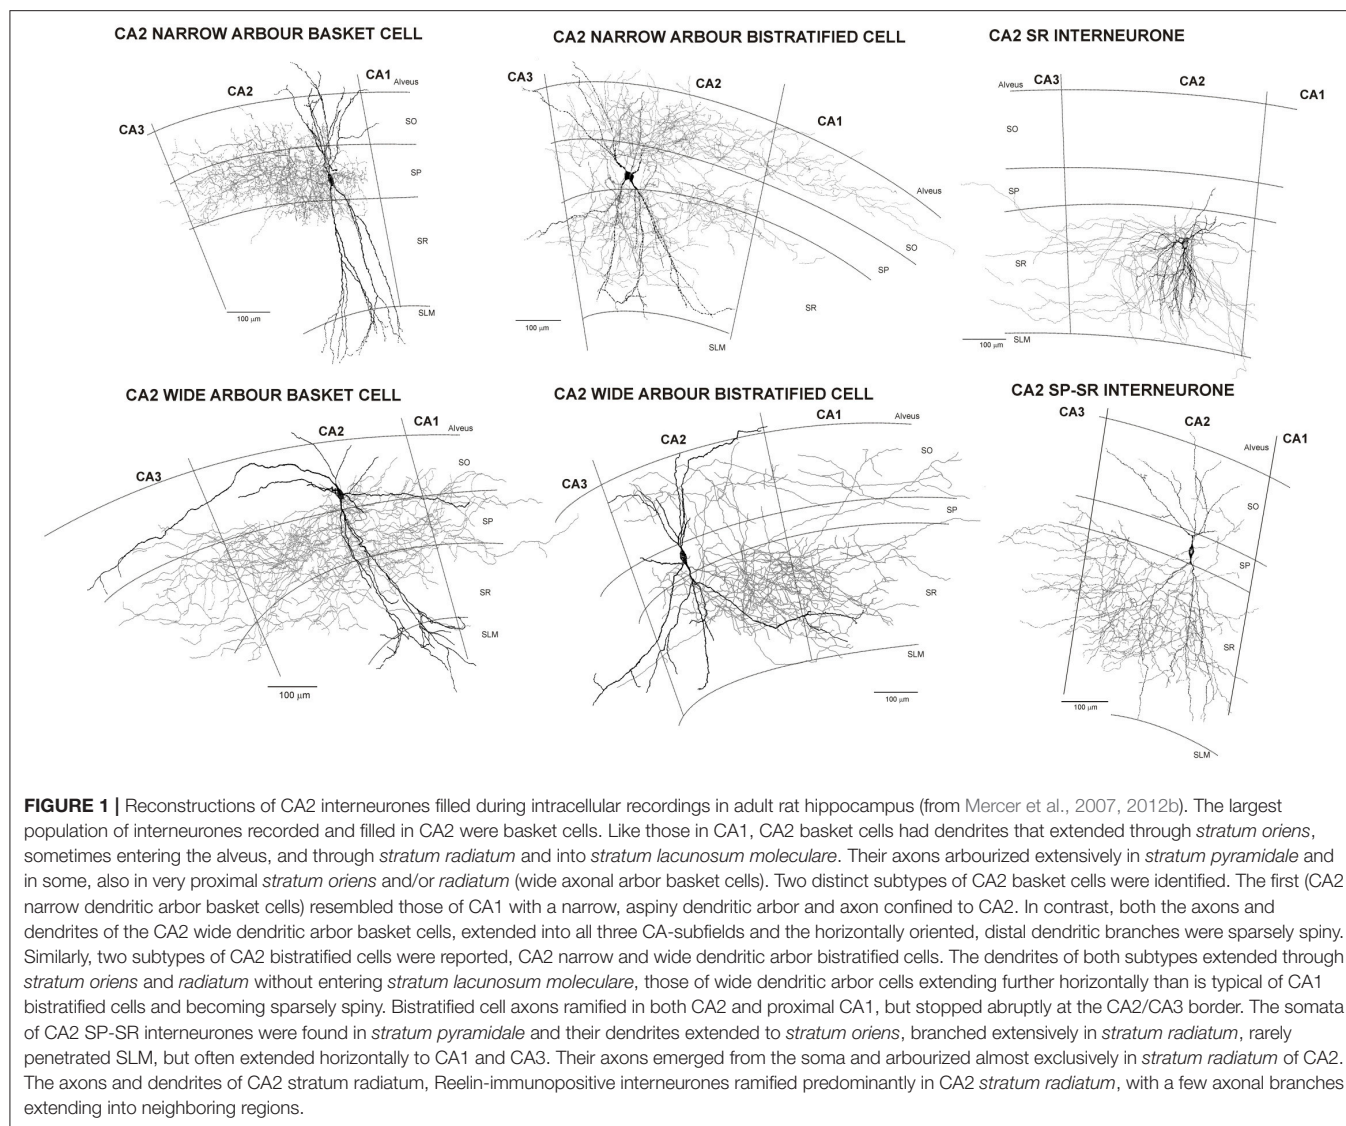 CA2 NARROW ARBOUR BASKET CELL
CA1
Alveus
CA2
CA3
SO
SP
SR
SLM
100 µm
CA2 NARROW ARBOUR BISTRATIFIED CELL
CA3
CA2
CA1
Alveus
SO
SP
SR
SLM
100 µm
CA2 SR INTERNEURONE
CA3
CA2
CA1
Alveus
SO
SP
SR
SLM
100 µm
CA2 WIDE ARBOUR BASKET CELL
CA1
CA2
Alveus
CA3
SO
SP
SR
SLM
100 µm
CA2 WIDE ARBOUR BISTRATIFIED CELL
CA1
Alveus
CA2
SO
CA3
SP
SR
SLM
100 µm
CA2 SP-SR INTERNEURONE
CA3
CA2
CA1
Alveus
SO
SP
SR
100 µm
SLM
FIGURE 1 | Reconstructions of CA2 interneurones filled during intracellular recordings in adult rat hippocampus (from Mercer et al., 2007, 2012b). The largest
population of interneurones recorded and filled in CA2 were basket cells. Like those in CA1, CA2 basket cells had dendrites that extended through stratum oriens,
sometimes entering the alveus, and through stratum radiatum and into stratum lacunosum moleculare. Their axons arbourized extensively in stratum pyramidale and
in some, also in very proximal stratum oriens and/or radiatum (wide axonal arbor basket cells). Two distinct subtypes of CA2 basket cells were identified. The first (CA2
narrow dendritic arbor basket cells) resembled those of CA1 with a narrow, aspiny dendritic arbor and axon confined to CA2. In contrast, both the axons and
dendrites of the CA2 wide dendritic arbor basket cells, extended into all three CA-subfields and the horizontally oriented, distal dendritic branches were sparsely spiny.
Similarly, two subtypes of CA2 bistratified cells were reported, CA2 narrow and wide dendritic arbor bistratified cells. The dendrites of both subtypes extended through
stratum oriens and radiatum without entering stratum lacunosum moleculare, those of wide dendritic arbor cells extending further horizontally than is typical of CA1
bistratified cells and becoming sparsely spiny. Bistratified cell axons ramified in both CA2 and proximal CA1, but stopped abruptly at the CA2/CA3 border. The somata
of CA2 SP-SR interneurones were found in stratum pyramidale and their dendrites extended to stratum oriens, branched extensively in stratum radiatum, rarely
penetrated SLM, but often extended horizontally to CA1 and CA3. Their axons emerged from the soma and arbourized almost exclusively in stratum radiatum of CA2.
The axons and dendrites of CA2 stratum radiatum, Reelin-immunopositive interneurones ramified predominantly in CA2 stratum radiatum, with a few axonal branches
extending into neighboring regions.